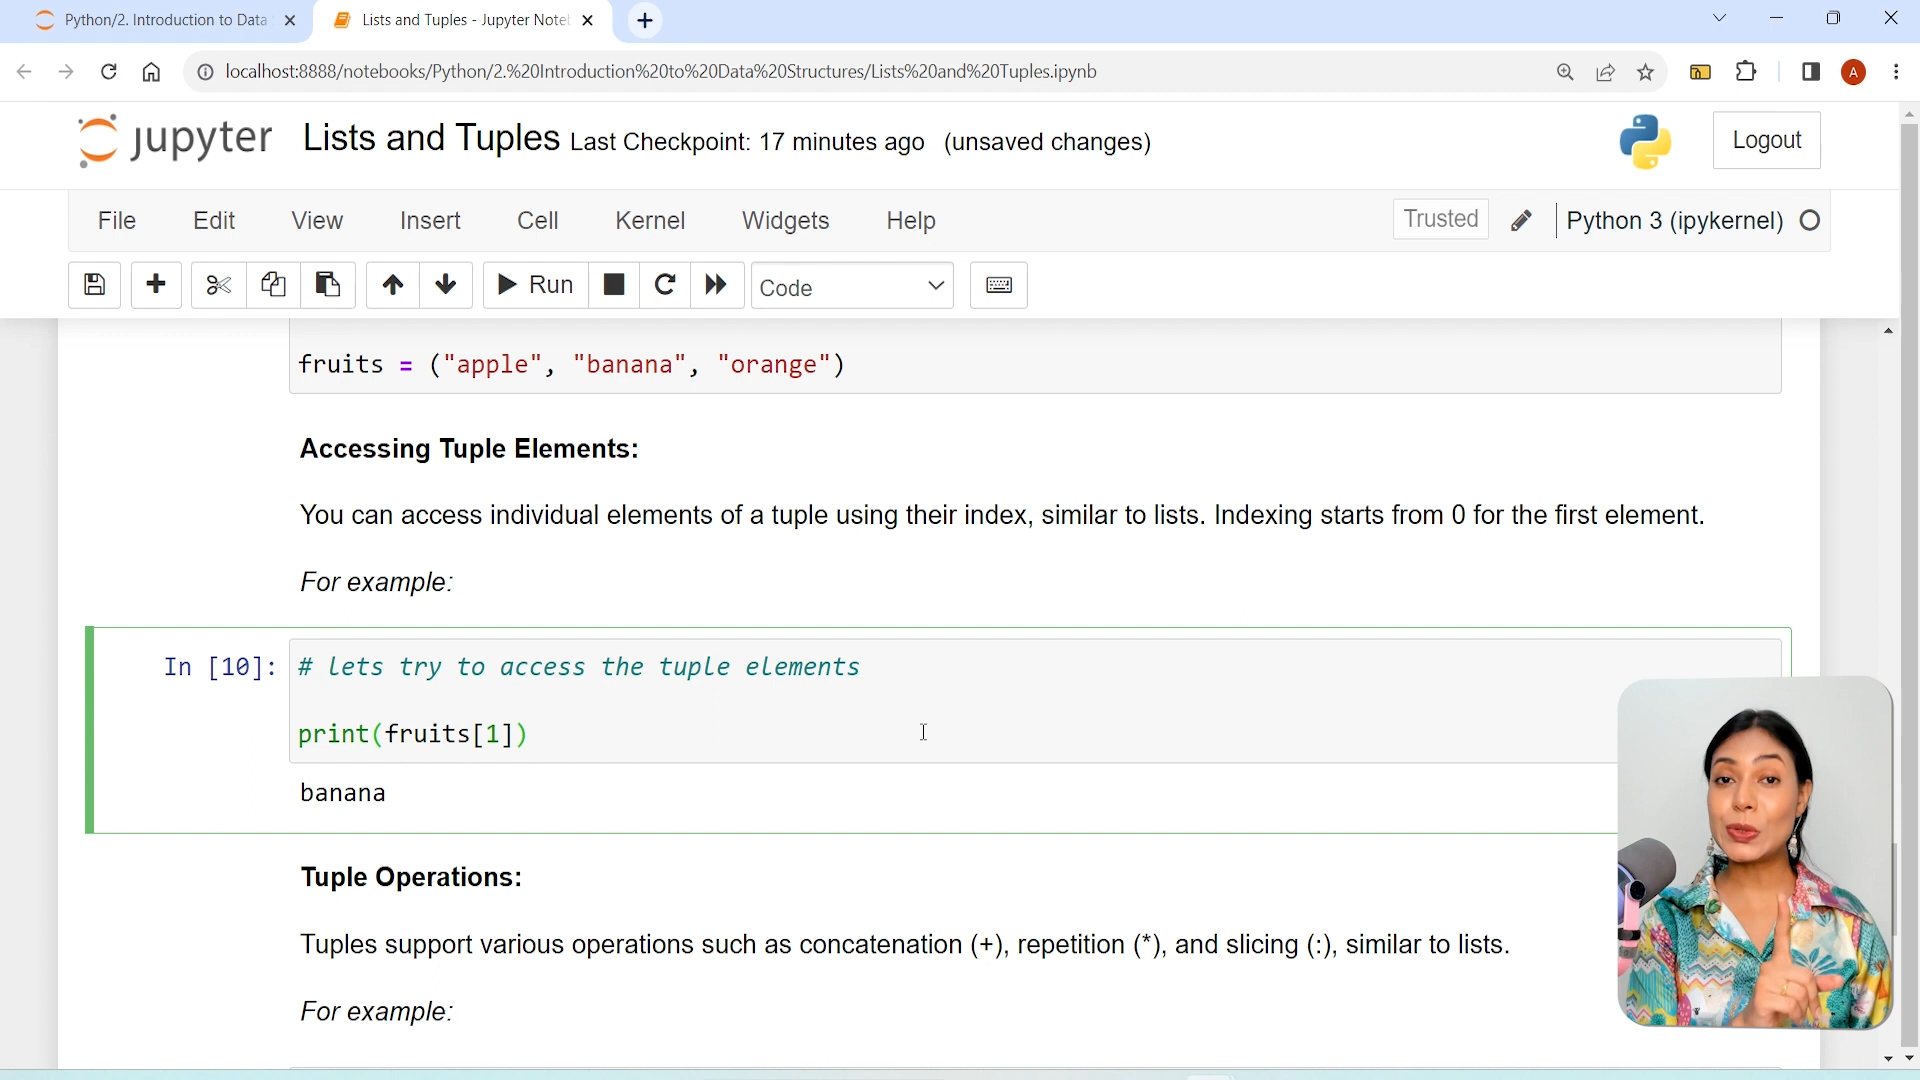 Python/2. Introduction to Data
Lists and Tuples - Jupyter Note
localhost:8888/notebooks/Python/2.%20Introduction%20to%20Data%20Structures/Lists%20and%20Tuples.ipynb
A
jupyter Lists and Tuples Last Checkpoint: 17 minutes ago (unsaved changes)
Logout
File Edit View Insert Cell Kernel Widgets Help
Trusted
Python 3 (ipykernel)
Run
Code
fruits = ("apple", "banana", "orange")
Accessing Tuple Elements:
You can access individual elements of a tuple using their index, similar to lists. Indexing starts from 0 for the first element.
For example:
In [10]: # lets try to access the tuple elements
print(fruits[1])
banana
Tuple Operations:
Tuples support various operations such as concatenation (+), repetition (*), and slicing (:), similar to lists.
For example: